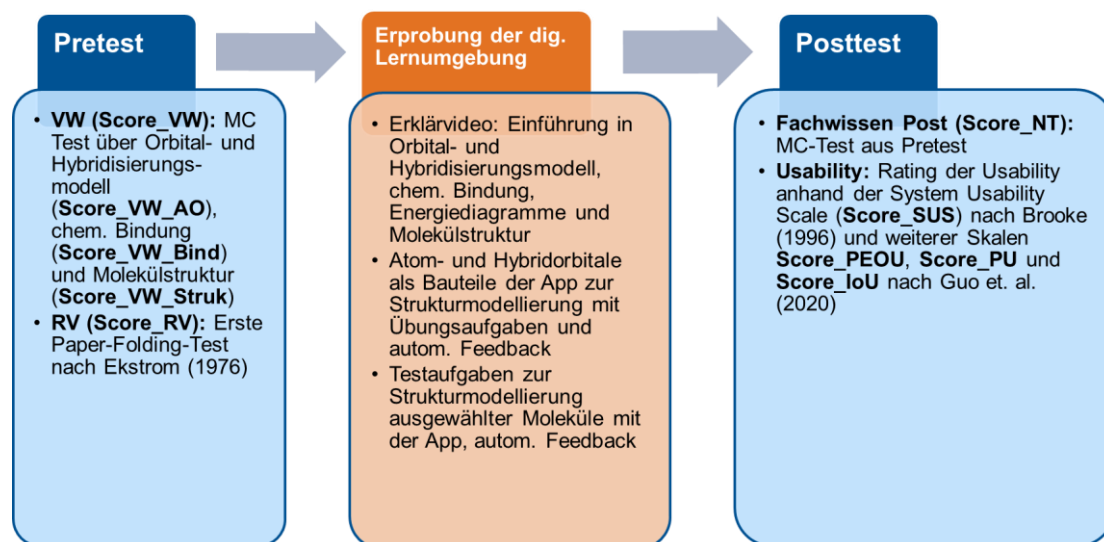 Pretest
• VW (Score_VW): MC
Test über Orbital- und
Hybridisierungs-
modell
(Score_VW_AO),
chem. Bindung
(Score_VW_Bind)
und Molekülstruktur
(Score_VW_Struk)
• RV (Score_RV): Erste
Paper-Folding-Test
nach Ekstrom (1976)
Erprobung der dig.
Lernumgebung
• Erklärvideo: Einführung in
Orbital- und
Hybridisierungsmodell,
chem. Bindung,
Energiediagramme und
Molekülstruktur
• Atom- und Hybridorbitale
als Bauteile der App zur
Strukturmodellierung mit
Übungsaufgaben und
autom. Feedback
• Testaufgaben zur
Strukturmodellierung
ausgewählter Moleküle mit
der App, autom. Feedback
Posttest
• Fachwissen Post (Score_NT):
MC-Test aus Pretest
• Usability: Rating der Usability
anhand der System Usability
Scale (Score_SUS) nach Brooke
(1996) und weiterer Skalen
Score_PEOU, Score_PU und
Score_IoU nach Guo et. al.
(2020)